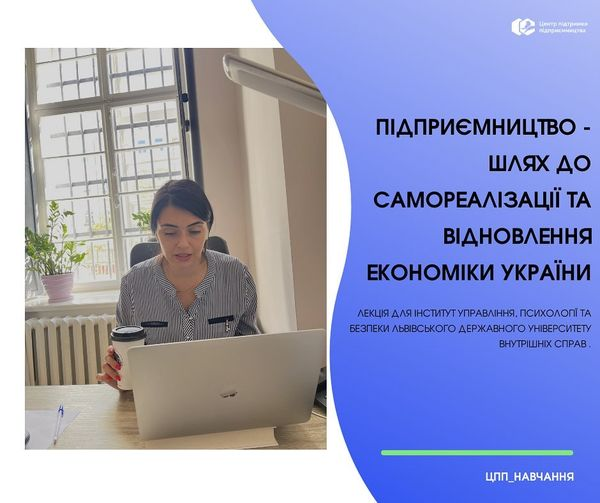 Центр підтримки
підприємництва
ПІДПРИЄМНИЦТВО -
ШЛЯХ ДО
САМОРЕАЛІЗАЦІЇ ТА
ВІДНОВЛЕННЯ
ЕКОНОМІКИ УКРАЇНИ
ЛЕКЦІЯ ДЛЯ ІНСТИТУТ УПРАВЛІННЯ, ПСИХОЛОГІЇ ТА
БЕЗПЕКИ ЛЬВІВСЬКОГО ДЕРЖАВНОГО УНІВЕРСИТЕТУ
ВНУТРІШНІХ СПРАВ .
ЦПП_НАВЧАННЯ